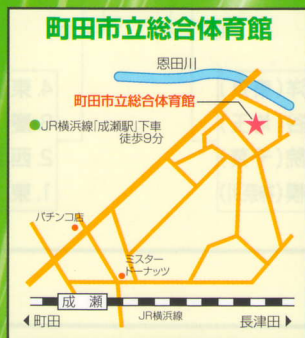 町田市立総合体育館
恩田川
町田市立総合体育館
●JR横浜線「成瀬駅」下車
徒歩9分
パチンコ店
ミスター
ドーナッツ
成瀬
◀町田
JR横浜線
長津田▶